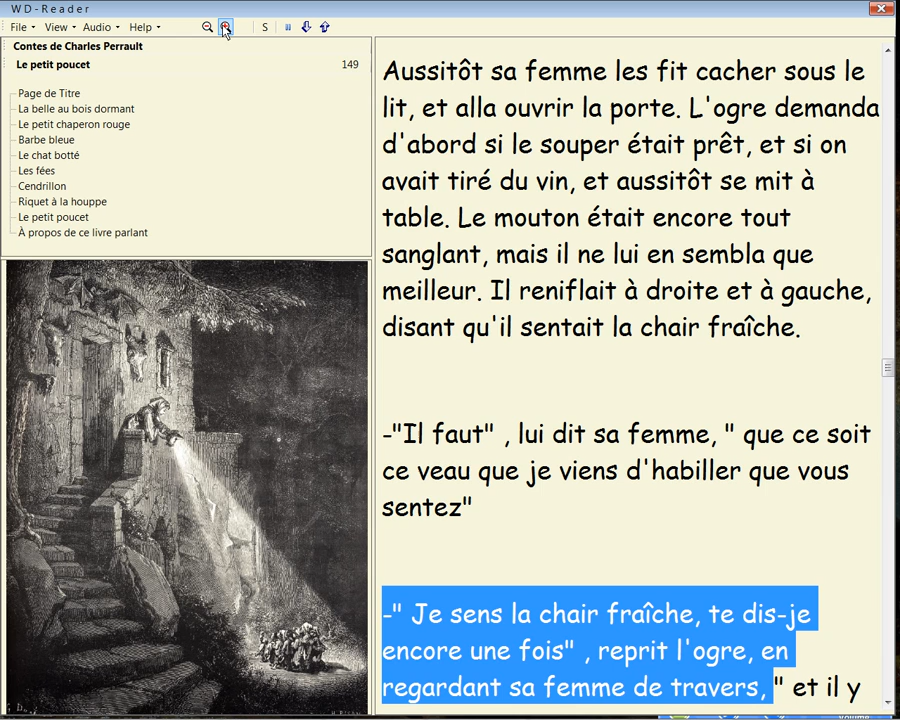 WD-Reader
File View Audio Help S
Contes de Charles Perrault
Le petit poucet 149
Page de Titre
La belle au bois dormant
Le petit chaperon rouge
Barbe bleue
Le chat botté
Les fées
Cendrillon
Riquet à la houppe
Le petit poucet
À propos de ce livre parlant
Aussitôt sa femme les fit cacher sous le
lit, et alla ouvrir la porte. L'ogre demanda
d'abord si le souper était prêt, et si on
avait tiré du vin, et aussitôt se mit à
table. Le mouton était encore tout
sanglant, mais il ne lui en sembla que
meilleur. Il reniflait à droite et à gauche,
disant qu'il sentait la chair fraîche.
-"Il faut" , lui dit sa femme, " que ce soit
ce veau que je viens d'habiller que vous
sentez"
-" Je sens la chair fraîche, te dis-je
encore une fois" , reprit l'ogre, en
regardant sa femme de travers, " et il y